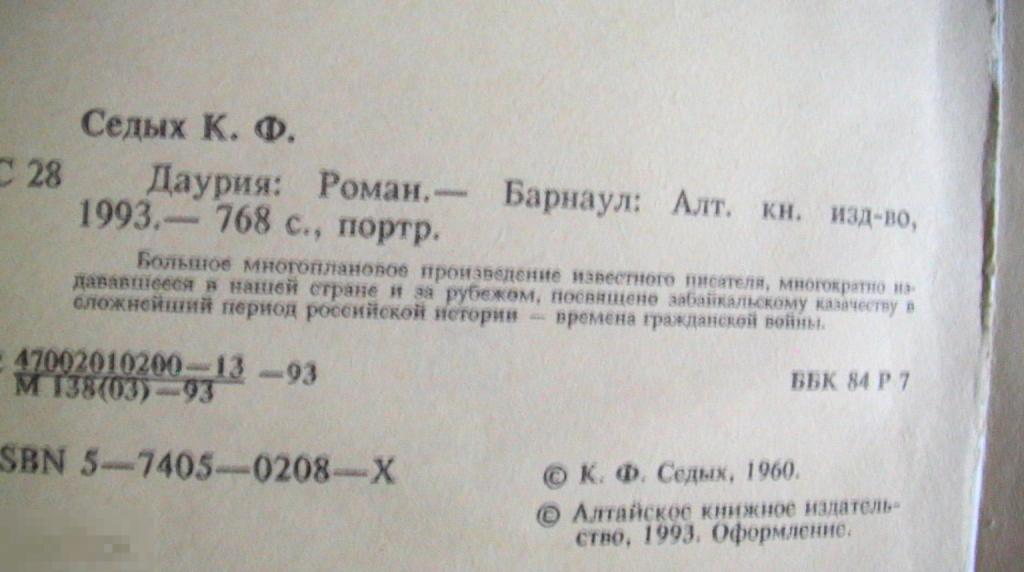 Седых К. Ф.
С 28 Даурия: Роман.— Барнаул: Алт. кн. изд-во,
1993.— 768 с., портр.
Большое многоплановое произведение известного писателя, многократно из-
дававшееся в нашей стране и за рубежом, посвящено забайкальскому казачеству в
сложнейший период российской истории — времена гражданской войны.
47002010200—13
М 138(03)—93
—93
ББК 84 Р 7
SBN 5—7405—0208—X
© К. Ф. Седых, 1960.
© Алтайское книжное издатель-
ство, 1993. Оформление.